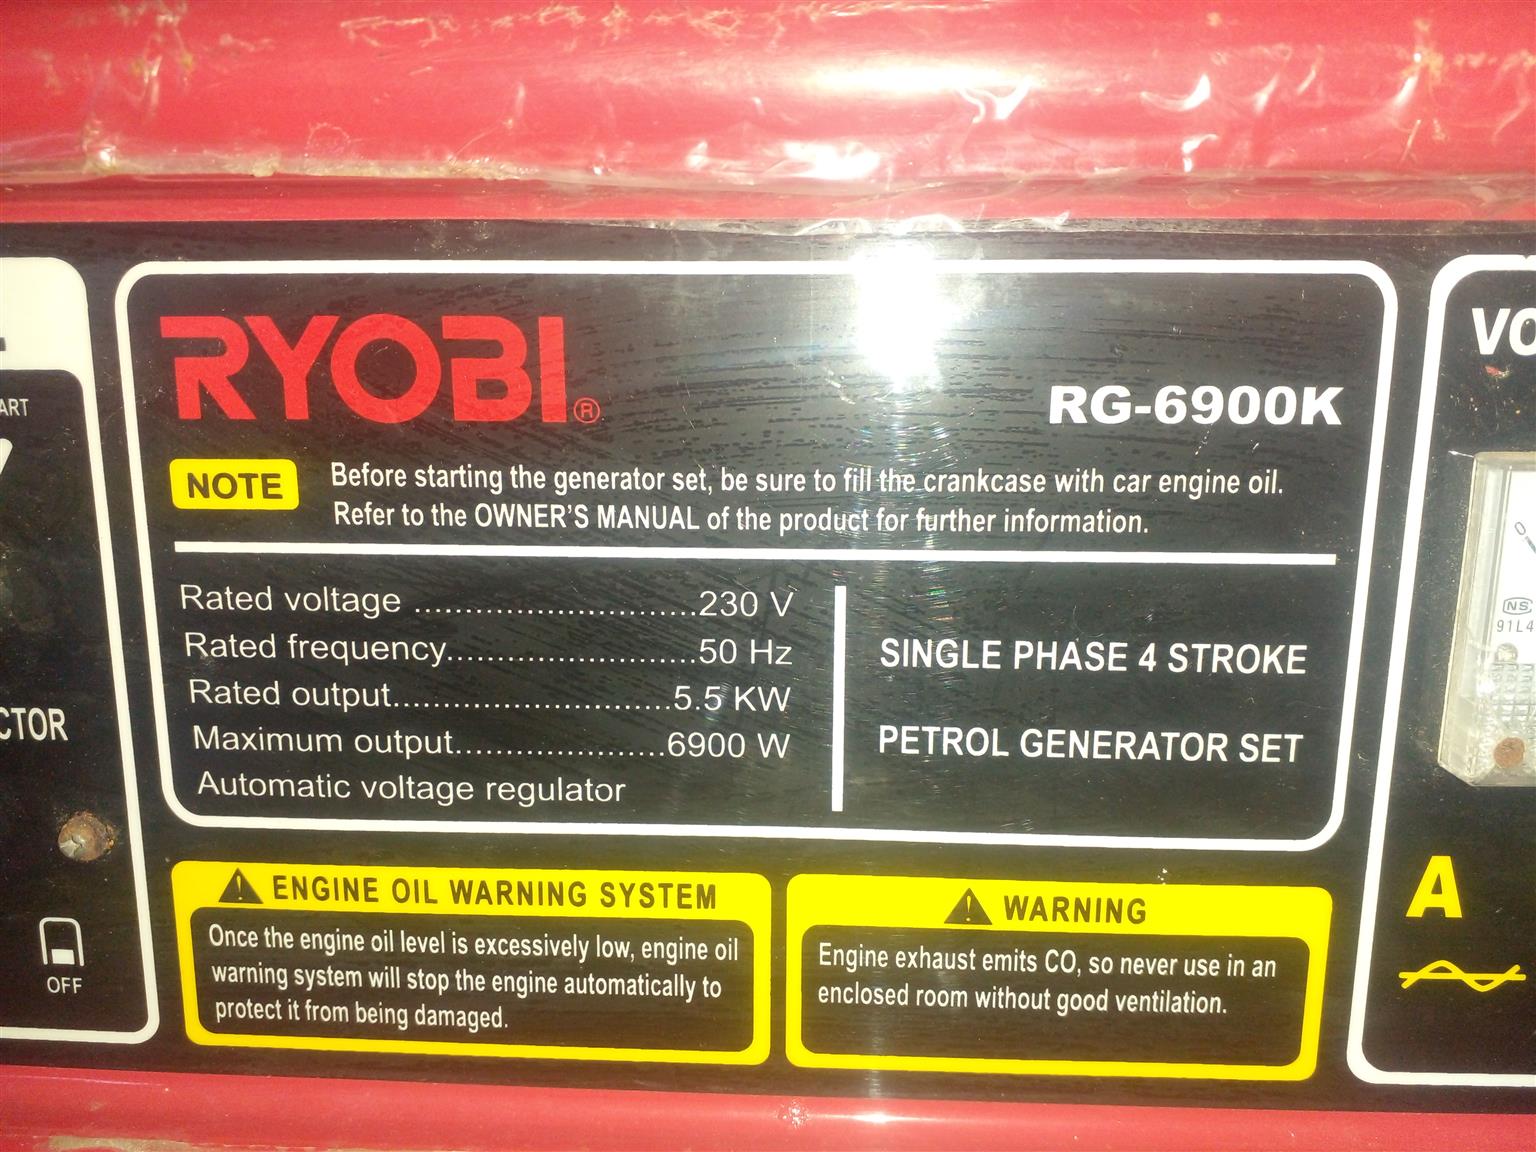 RYOBI®
RG-6900K
NOTE
Before starting the generator set, be sure to fill the crankcase with car engine oil.
Refer to the OWNER'S MANUAL of the product for further information.
Rated voltage ............................230 V
Rated frequency.........................50 Hz
Rated output............................5.5 KW
Maximum output.....................6900 W
Automatic voltage regulator
SINGLE PHASE 4 STROKE
PETROL GENERATOR SET
ENGINE OIL WARNING SYSTEM
Once the engine oil level is excessively low, engine oil
warning system will stop the engine automatically to
protect it from being damaged.
WARNING
Engine exhaust emits CO, so never use in an
enclosed room without good ventilation.
ART
CTOR
OFF
VO
0
NS
91L4
A